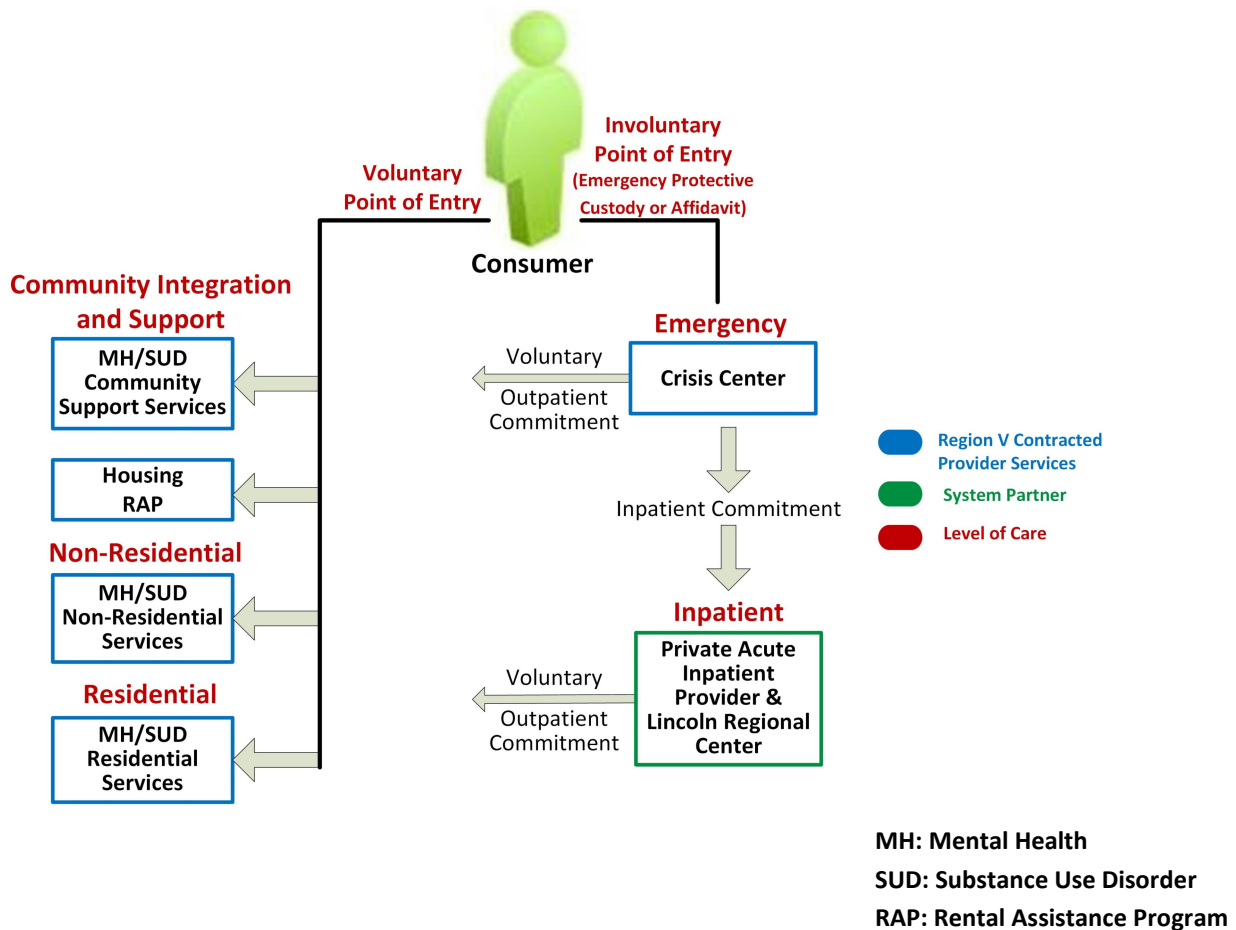 Involuntary
Point of Entry
(Emergency Protective
Custody or Affidavit)
Voluntary
Point of Entry
Consumer
Community Integration
and Support
MH/SUD
Community
Support Services
Housing
RAP
Non-Residential
MH/SUD
Non-Residential
Services
Residential
MH/SUD
Residential
Services
Emergency
Crisis Center
Voluntary
Outpatient
Commitment
Inpatient Commitment
Inpatient
Private Acute
Inpatient
Provider &
Lincoln Regional
Center
Voluntary
Outpatient
Commitment
Region V Contracted
Provider Services
System Partner
Level of Care
MH: Mental Health
SUD: Substance Use Disorder
RAP: Rental Assistance Program